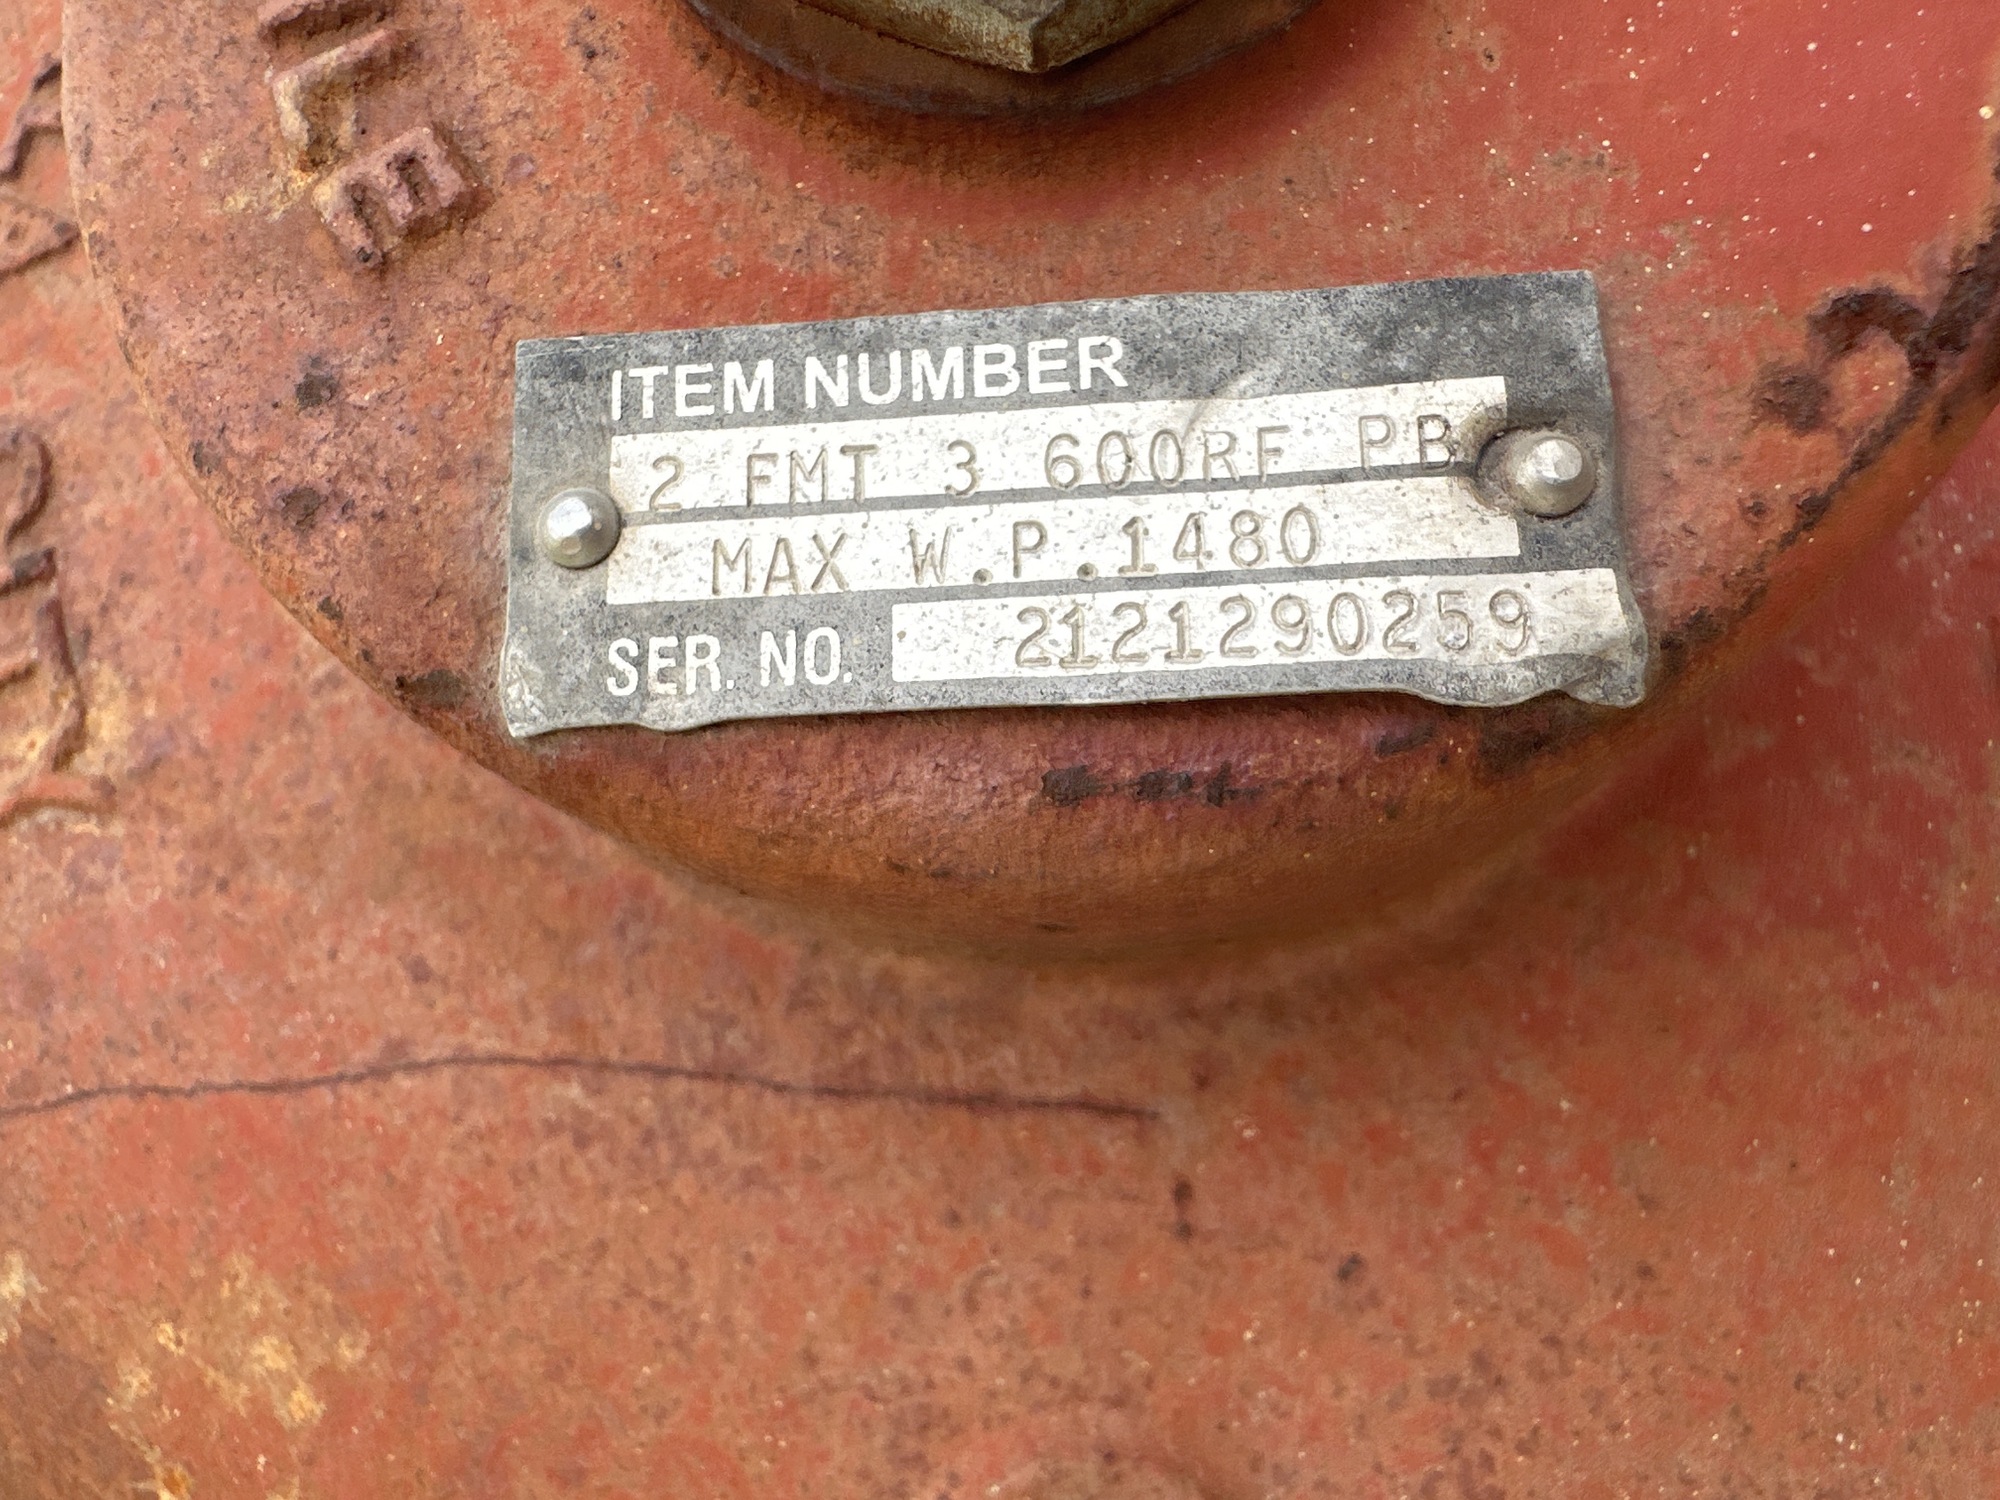 ITEM NUMBER
2 FMT 3 600RF PB
MAX W.P.1480
SER. NO. 2121290259